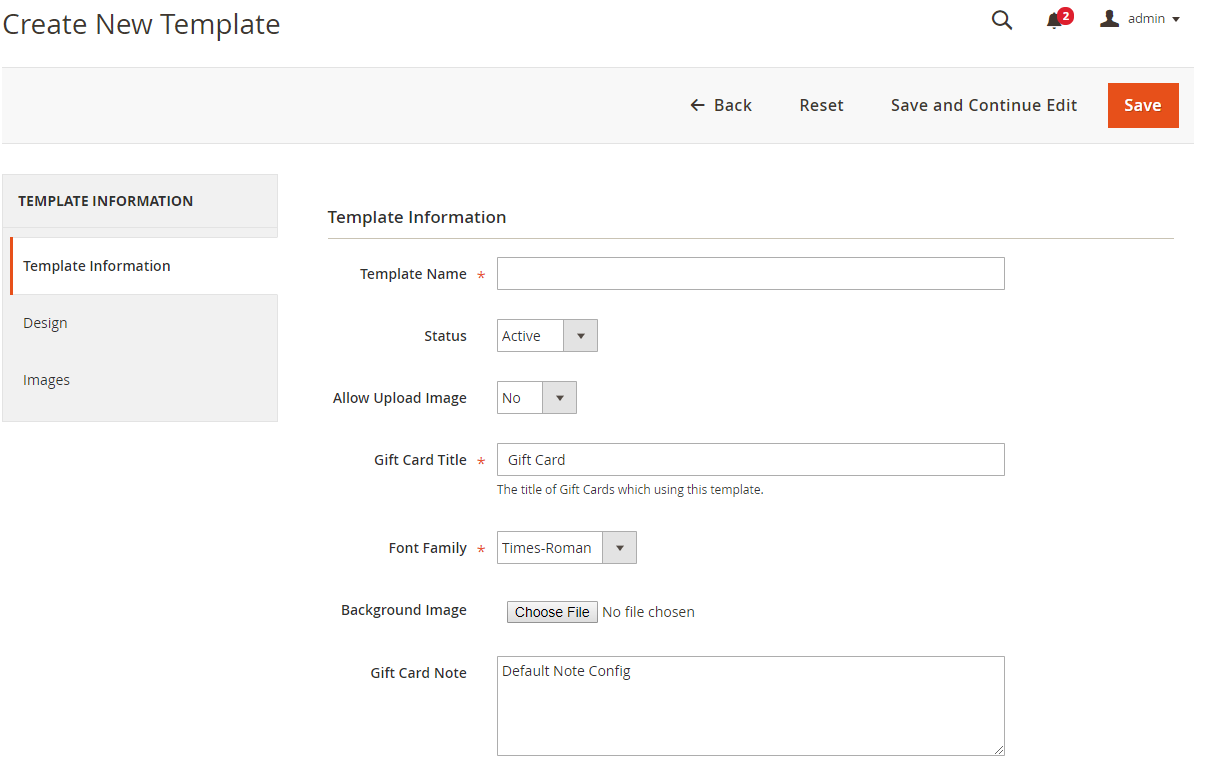 Create New Template
2
admin
Back
Reset
Save and Continue Edit
Save
TEMPLATE INFORMATION
Template Information
Design
Images
Template Information
Template Name *
Status Active
Allow Upload Image No
Gift Card Title * Gift Card
The title of Gift Cards which using this template.
Font Family * Times-Roman
Background Image Choose File No file chosen
Gift Card Note Default Note Config